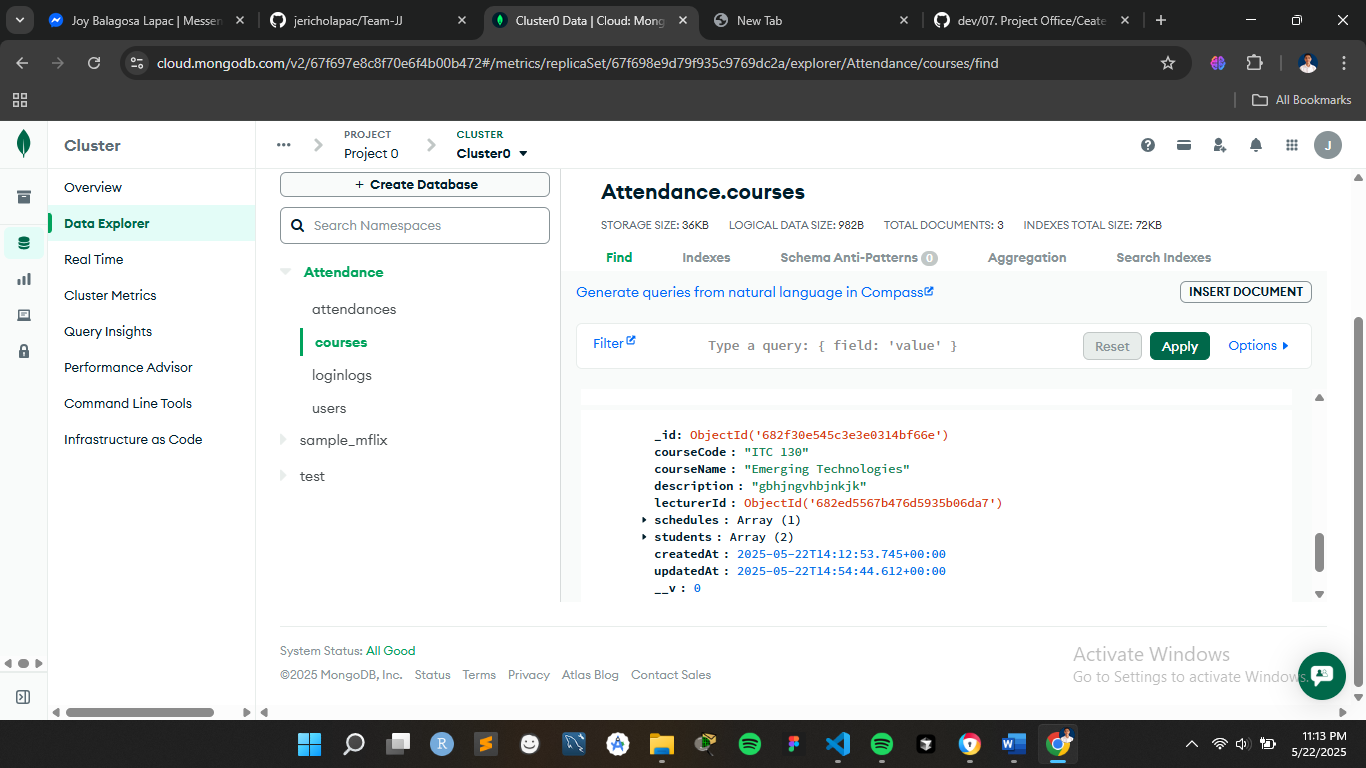 Joy Balagosa Lapac | Messen
jericholapac/Team-JJ
Cluster0 Data | Cloud: Mong
New Tab
dev/07. Project Office/Ceate
cloud.mongodb.com/v2/67f697e8c8f70e6f4b00b472#/metrics/replicaSet/67f698e9d79f935c9769dc2a/explorer/Attendance/courses/find
All Bookmarks
Cluster
PROJECT
Project 0
CLUSTER
Cluster0
J
Overview
Data Explorer
Real Time
Cluster Metrics
Query Insights
Performance Advisor
Command Line Tools
Infrastructure as Code
+ Create Database
Search Namespaces
Attendance
attendances
courses
loginlogs
users
sample_mflix
test
Attendance.courses
STORAGE SIZE: 36KB LOGICAL DATA SIZE: 982B TOTAL DOCUMENTS: 3 INDEXES TOTAL SIZE: 72KB
Find Indexes Schema Anti-Patterns 0 Aggregation Search Indexes
Generate queries from natural language in Compass
INSERT DOCUMENT
Filter
Type a query: { field: 'value' }
Reset
Apply
Options
_id: ObjectId('682f30e545c3e3e0314bf66e')
courseCode : "ITC 130"
courseName : "Emerging Technologies"
description : "gbhjngvhbjnkjk"
lecturerId : ObjectId('682ed5567b476d5935b06da7')
schedules : Array (1)
students : Array (2)
createdAt : 2025-05-22T14:12:53.745+00:00
updatedAt : 2025-05-22T14:54:44.612+00:00
__v : 0
System Status: All Good
©2025 MongoDB, Inc. Status Terms Privacy Atlas Blog Contact Sales
Activate Windows
Go to Settings to activate Windows.
11:13 PM
5/22/2025